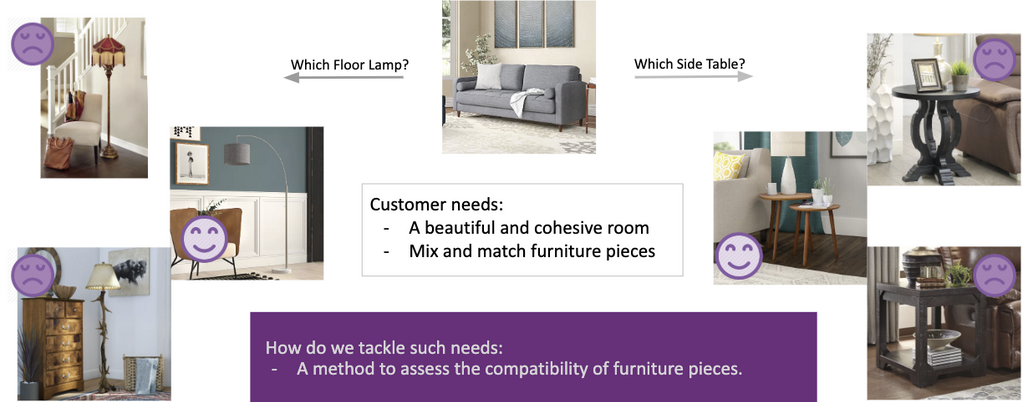 Which Floor Lamp?
Which Side Table?
Customer needs:
- A beautiful and cohesive room
- Mix and match furniture pieces
How do we tackle such needs:
- A method to assess the compatibility of furniture pieces.